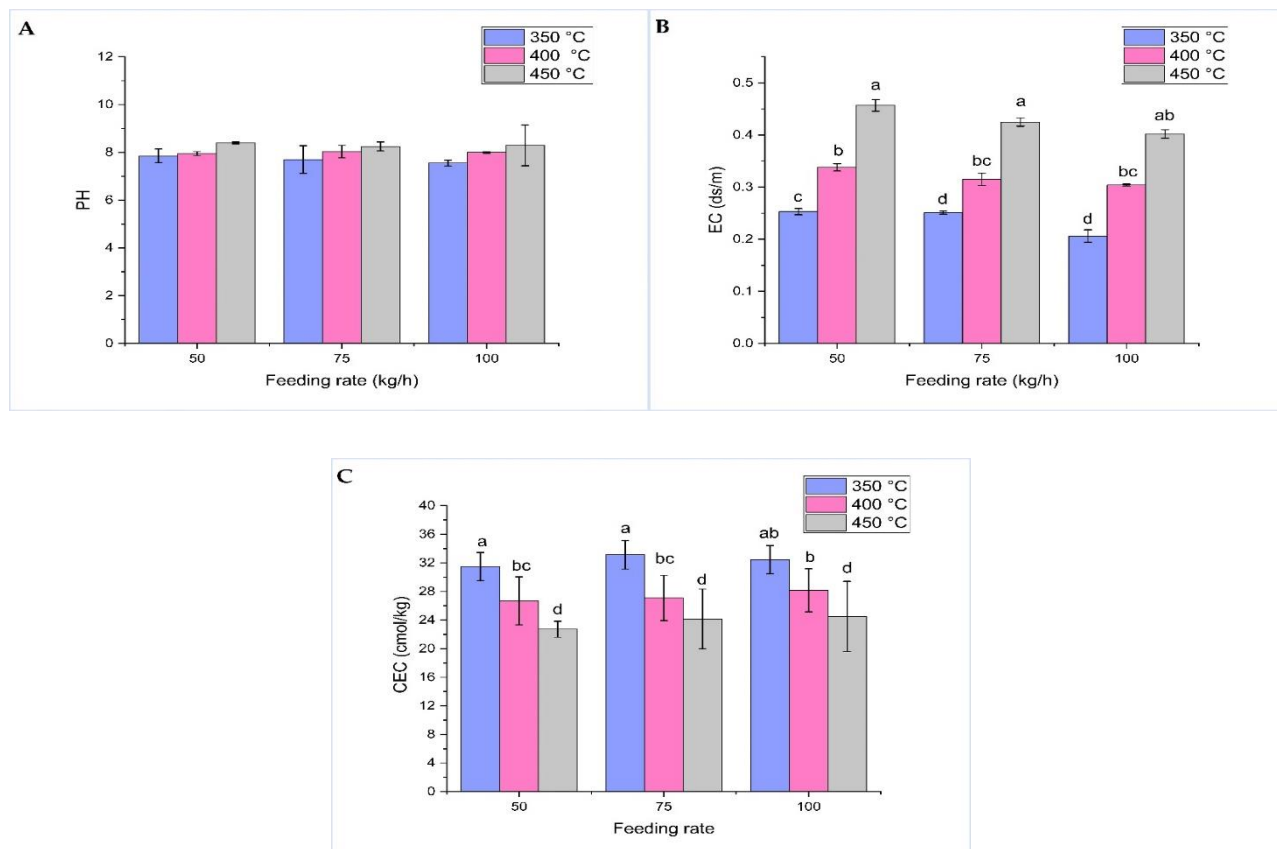 A
350 °C
400 °C
450 °C
12
10
8
6
4
2
0
PH
50
75
100
Feeding rate (kg/h)
B
350 °C
400 °C
450 °C
0.5
0.4
0.3
0.2
0.1
0.0
EC (ds/m)
c
b
a
d
bc
a
d
bc
ab
50
75
100
Feeding rate (kg/h)
C
350 °C
400 °C
450 °C
40
36
32
28
24
20
16
12
8
4
0
CEC (cmol/kg)
a
bc
d
a
bc
d
ab
b
d
50
75
100
Feeding rate